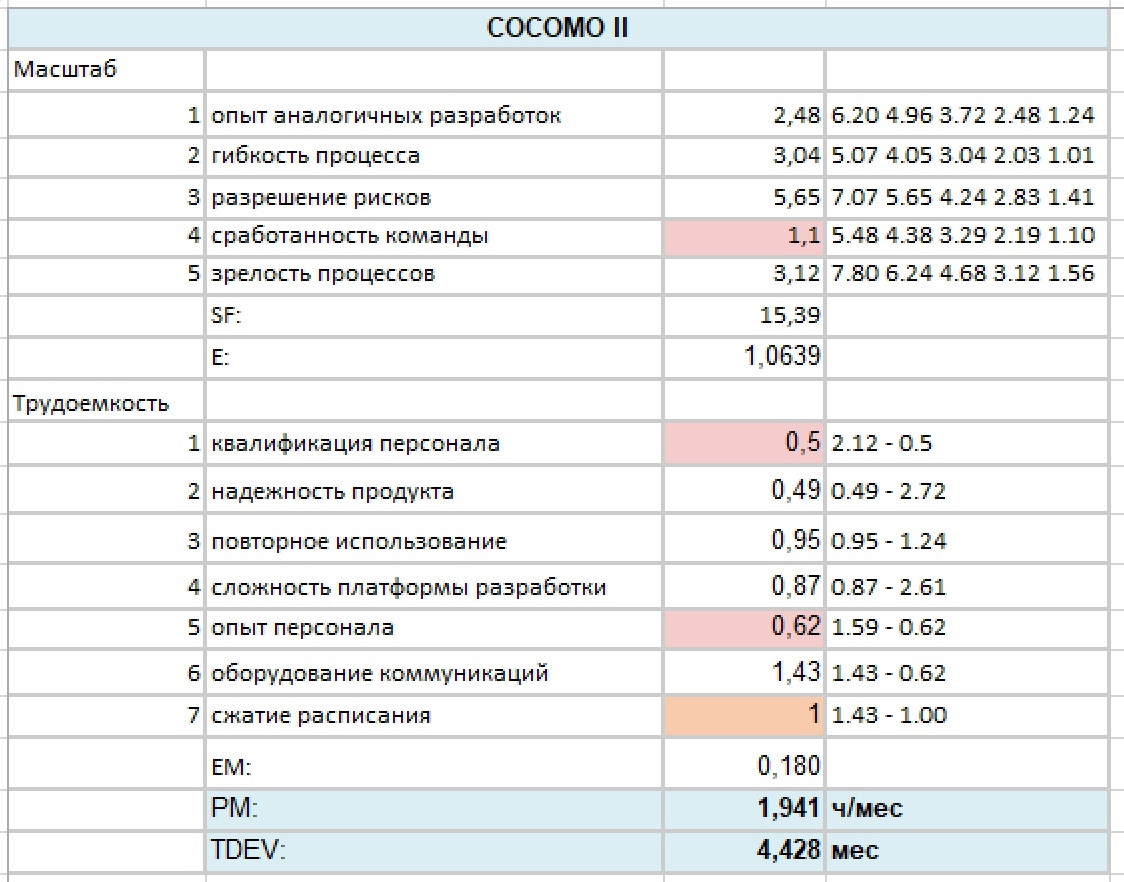 COCOMO II
Масштаб
1 опыт аналогичных разработок 2,48 6.20 4.96 3.72 2.48 1.24
2 гибкость процесса 3,04 5.07 4.05 3.04 2.03 1.01
3 разрешение рисков 5,65 7.07 5.65 4.24 2.83 1.41
4 сработанность команды 1,1 5.48 4.38 3.29 2.19 1.10
5 зрелость процессов 3,12 7.80 6.24 4.68 3.12 1.56
SF: 15,39
E: 1,0639
Трудоемкость
1 квалификация персонала 0,5 2.12 - 0.5
2 надежность продукта 0,49 0.49 - 2.72
3 повторное использование 0,95 0.95 - 1.24
4 сложность платформы разработки 0,87 0.87 - 2.61
5 опыт персонала 0,62 1.59 - 0.62
6 оборудование коммуникаций 1,43 1.43 - 0.62
7 сжатие расписания 1 1.43 - 1.00
EM: 0,180
PM: 1,941 ч/мес
TDEV: 4,428 мес